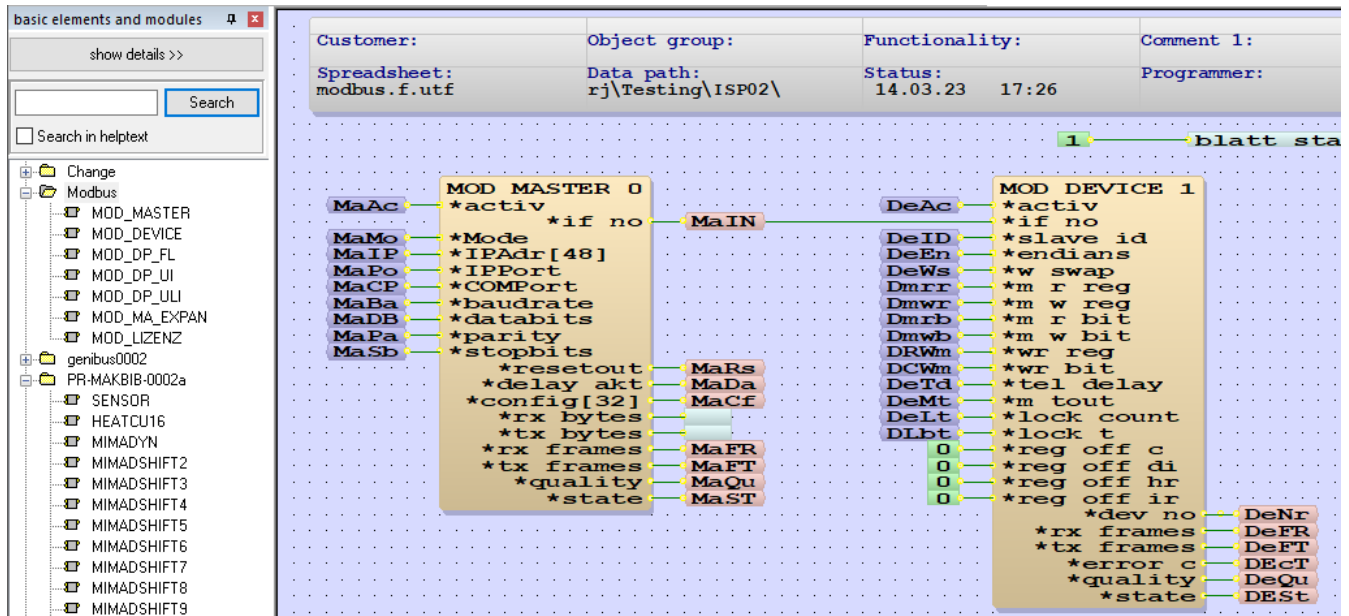 basic elements and modules
show details >>
Search
Search in helptext
Change
Modbus
MOD_MASTER
MOD_DEVICE
MOD_DP_FL
MOD_DP_UI
MOD_DP_ULI
MOD_MA_EXPAN
MOD_LIZENZ
genibus0002
PR-MAKBIB-0002a
SENSOR
HEATCU16
MIMADYN
MIMADSHIFT2
MIMADSHIFT3
MIMADSHIFT4
MIMADSHIFT5
MIMADSHIFT6
MIMADSHIFT7
MIMADSHIFT8
MIMADSHIFT9
Customer: Object group: Functionality: Comment 1:
Spreadsheet: Data path: Status: Programmer:
modbus.f.utf rj\Testing\ISP02\ 14.03.23 17:26
1 blatt sta
MOD MASTER 0
MaAc *activ
*if no MaIN
MaMo *Mode
MaIP *IPAdr[48]
MaPo *IPPort
MaCP *COMPort
MaBa *baudrate
MaDB *databits
MaPa *parity
MaSb *stopbits
*resetout MaRs
*delay akt MaDa
*config[32] MaCf
*rx bytes
*tx bytes
*rx frames MaFR
*tx frames MaFT
*quality MaQu
*state MaST
MOD DEVICE 1
DeAc *activ
*if no
DeID *slave id
DeEn *endians
DeWs *w swap
Dmrr *m r reg
Dmwr *m w reg
Dmrb *m r bit
Dmwb *m w bit
DRWm *wr reg
DCWm *wr bit
DeTd *tel delay
DeMt *m tout
DeLt *lock count
DLbt *lock t
0 *reg off c
0 *reg off di
0 *reg off hr
0 *reg off ir
*dev no DeNr
*rx frames DeFR
*tx frames DeFT
*error c DEcT
*quality DeQu
*state DESt